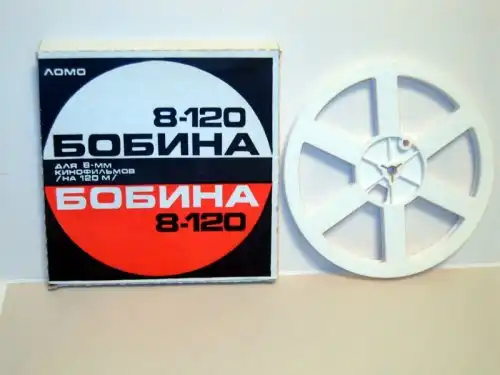 ЛОМО
8-120
БОБИНА
ДЛЯ 8-ММ
КИНОФИЛЬМОВ
/НА 120 М/
БОБИНА
8-120